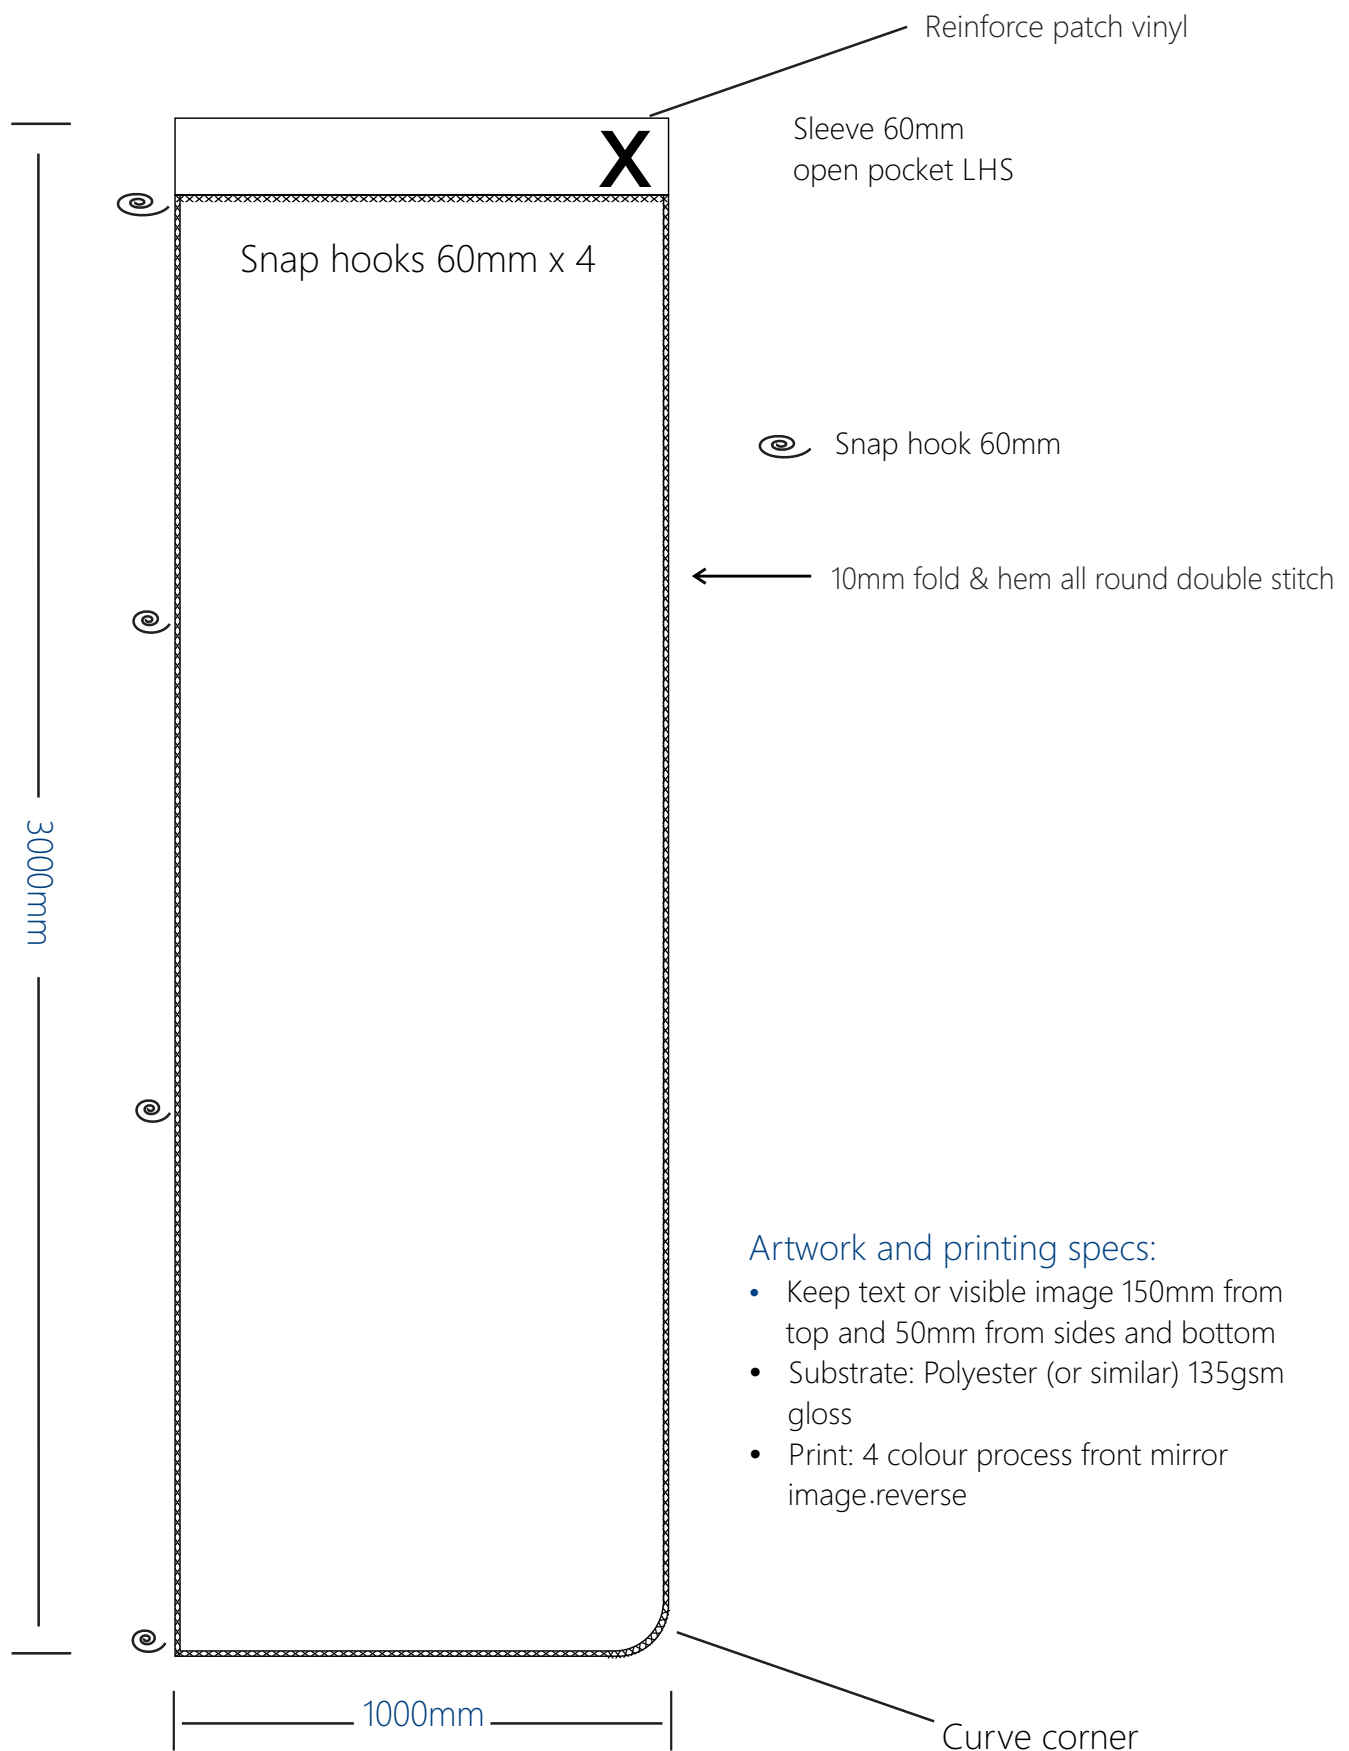 Reinforce patch vinyl
X
Sleeve 60mm
open pocket LHS
Snap hooks 60mm x 4
Snap hook 60mm
10mm fold & hem all round double stitch
3000mm
Artwork and printing specs:
• Keep text or visible image 150mm from
top and 50mm from sides and bottom
• Substrate: Polyester (or similar) 135gsm
gloss
• Print: 4 colour process front mirror
image.reverse
1000mm
Curve corner